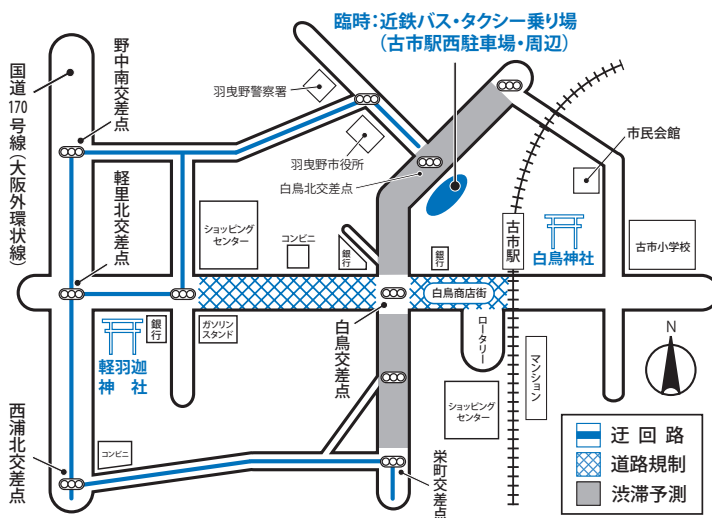 臨時:近鉄バス・タクシー乗り場
(古市駅西駐車場・周辺)
野中南交差点
国道170号線(大阪外環状線)
羽曳野警察署
羽曳野市役所
白鳥北交差点
市民会館
軽里北交差点
ショッピング
センター
コンビニ
銀行
銀行
古市駅
白鳥神社
古市小学校
白鳥商店街
銀行
ガソリン
スタンド
白鳥交差点
ロータリー
マンション
N
軽羽迦
神社
ショッピング
センター
西浦北交差点
コンビニ
栄町交差点
迂回路
道路規制
渋滞予測